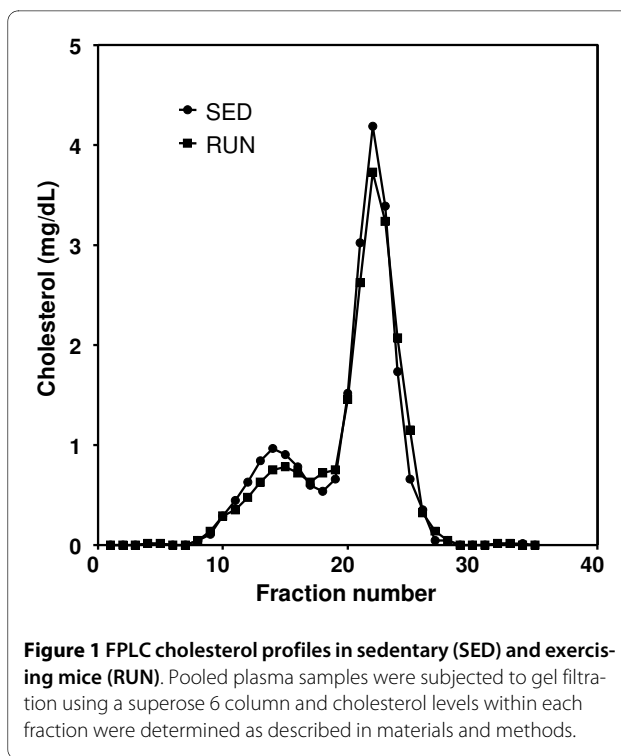 5
4
3
2
1
0
Cholesterol (mg/dL)
SED
RUN
0 10 20 30 40
Fraction number
Figure 1 FPLC cholesterol profiles in sedentary (SED) and exercis-
ing mice (RUN). Pooled plasma samples were subjected to gel filtra-
tion using a superose 6 column and cholesterol levels within each
fraction were determined as described in materials and methods.